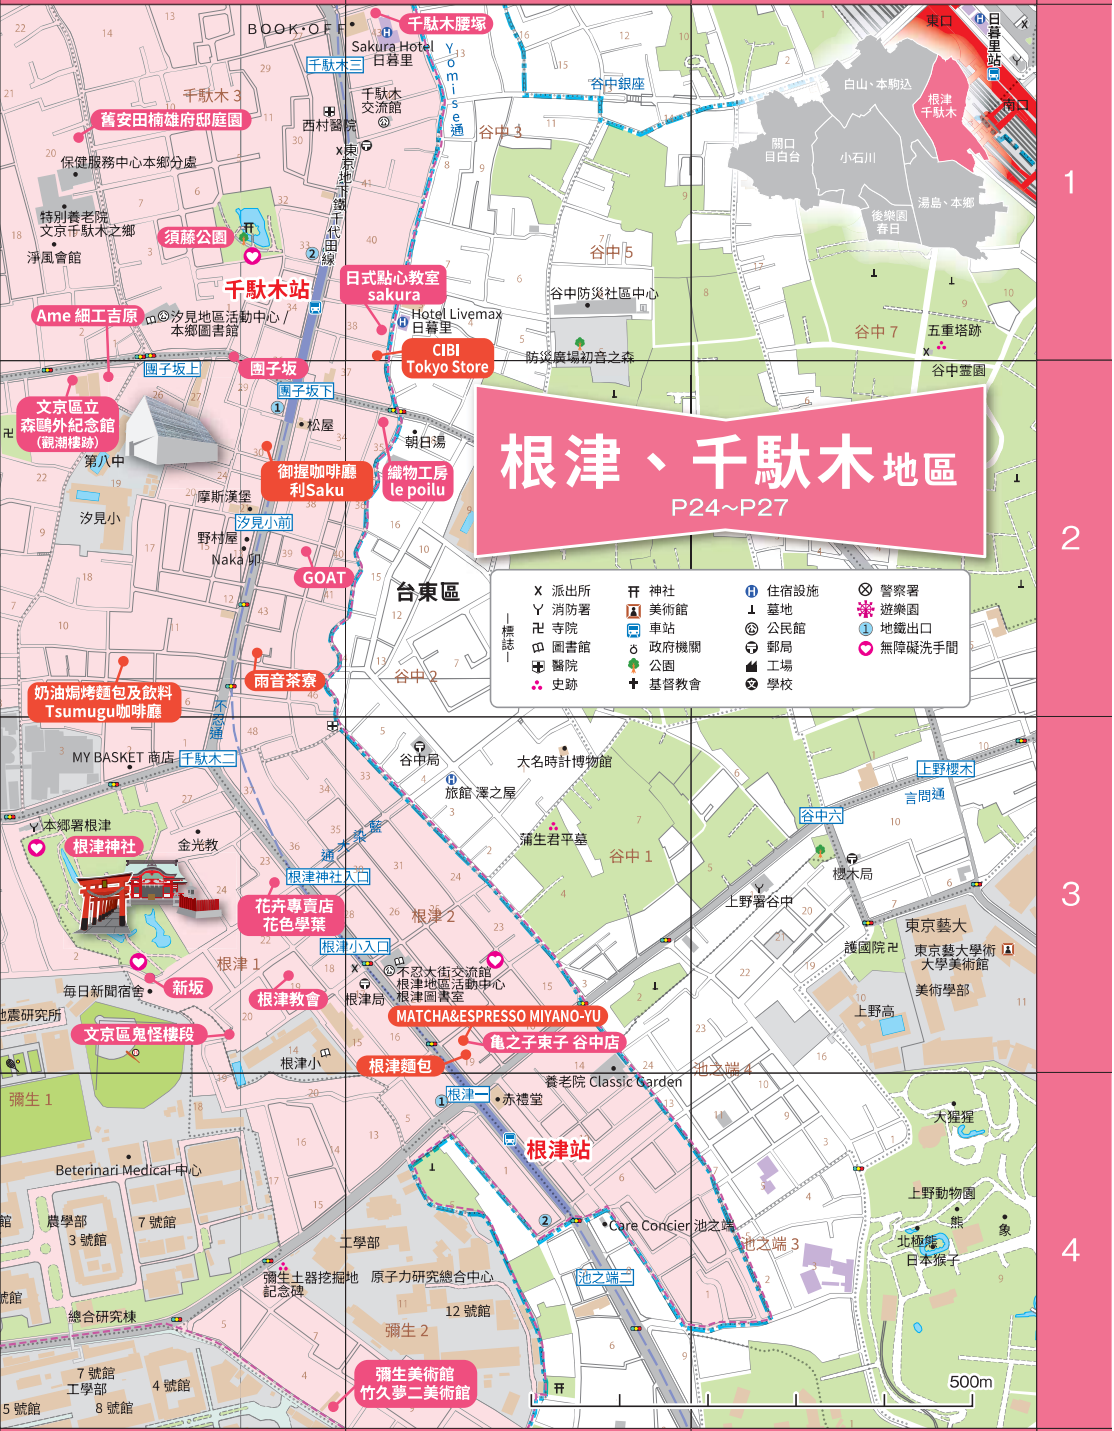 BOOK・OFF
千駄木腰塚
Sakura Hotel
日暮里
千駄木三
Yomise通
谷中銀座
東口
日暮里站
南口
白山、本駒込
根津
千駄木
關口
目白台
小石川
湯島、本鄉
後樂園
春日
1
千駄木 3
千駄木
交流館
西村醫院
谷中 3
舊安田楠雄府邸庭園
保健服務中心本鄉分處
特別養老院
文京千駄木之鄉
淨風會館
東京地下鐵千代田線
須藤公園
千駄木站
谷中 5
日式點心教室
sakura
Hotel Livemax
日暮里
谷中防災社區中心
防災廣場初音之森
谷中 7
五重塔跡
谷中靈園
Ame 細工吉原
汐見地區活動中心 /
本鄉圖書館
CIBI
Tokyo Store
團子坂上
團子坂
團子坂下
文京區立
森鷗外紀念館
(觀潮樓跡)
第八中
松屋
朝日湯
御握咖啡廳
利Saku
織物工房
le poilu
摩斯漢堡
汐見小
汐見小前
野村屋
Naka 卯
GOAT
台東區
根津、千駄木地區
P24～P27
2
標誌
派出所
消防署
寺院
圖書館
醫院
史跡
神社
美術館
車站
政府機關
公園
基督教會
住宿設施
墓地
公民館
郵局
工場
學校
警察署
遊樂園
地鐵出口
無障礙洗手間
雨音茶寮
奶油焗烤麵包及飲料
Tsumugu咖啡廳
谷中 2
不忍通
MY BASKET 商店
千駄木二
谷中局
旅館 澤之屋
大名時計博物館
蒲生君平墓
上野櫻木
言問通
谷中六
谷中 1
櫻木局
上野署谷中
3
本鄉署根津
根津神社
金光教
藍染大通
根津神社入口
花卉專賣店
花色學葉
根津 2
根津小入口
根津 1
不忍大街交流館
根津地區活動中心
根津圖書室
根津局
新坂
根津教會
每日新聞宿舍
地震研究所
文京區鬼怪樓段
MATCHA&ESPRESSO MIYANO-YU
亀之子束子 谷中店
根津麵包
根津小
養老院 Classic Garden
護國院
東京藝大
東京藝大學術
大學美術館
美術學部
上野高
池之端 4
4
彌生 1
根津一
赤禮堂
根津站
大猩猩
上野動物園
熊
象
北極熊
日本猴子
Beterinari Medical 中心
農學部
3 號館
7 號館
工學部
彌生土器挖掘地
記念碑
原子力研究總合中心
總合研究棟
12 號館
彌生 2
Care Concier 池之端
池之端 3
池之端二
7 號館
工學部
8 號館
4 號館
5 號館
彌生美術館
竹久夢二美術館
500m